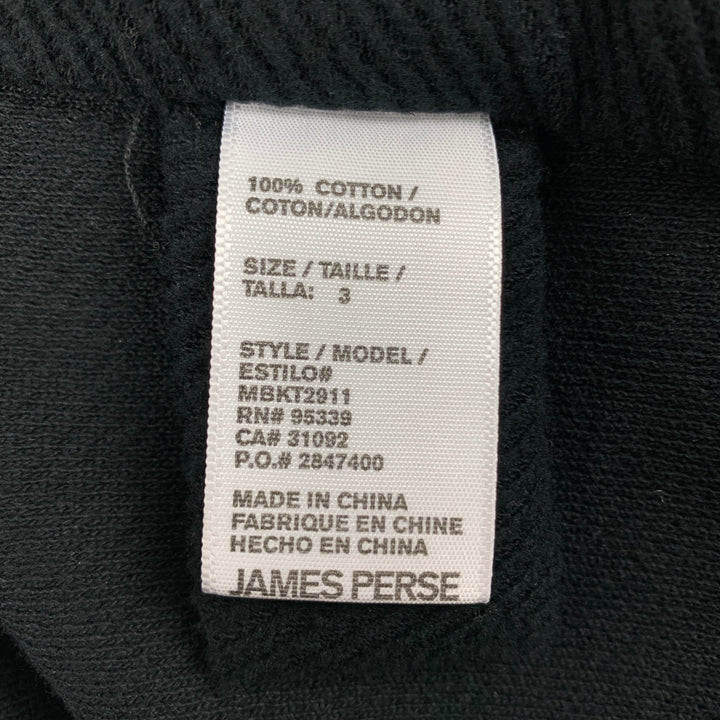 100% COTTON /
COTON/ALGODON
SIZE / TAILLE /
TALLA: 3
STYLE / MODEL /
ESTILO#
MBKT2911
RN# 95339
CA# 31092
P.O.# 2847400
MADE IN CHINA
FABRIQUE EN CHINE
HECHO EN CHINA
JAMES PERSE